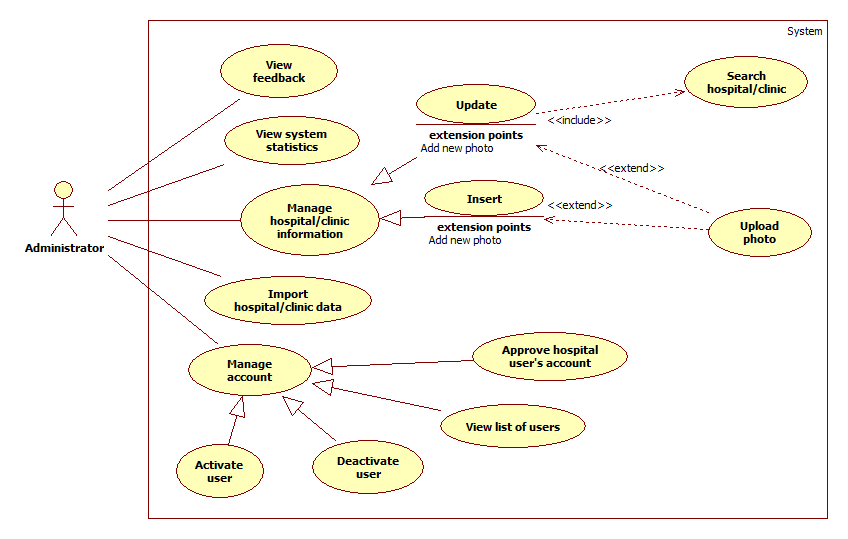 System
View
feedback
Search
hospital/clinic
Update
<<include>>
extension points
Add new photo
View system
statistics
<<extend>>
Manage
hospital/clinic
information
Insert
<<extend>>
extension points
Add new photo
Upload
photo
Administrator
Import
hospital/clinic data
Approve hospital
user's account
Manage
account
View list of users
Activate
user
Deactivate
user